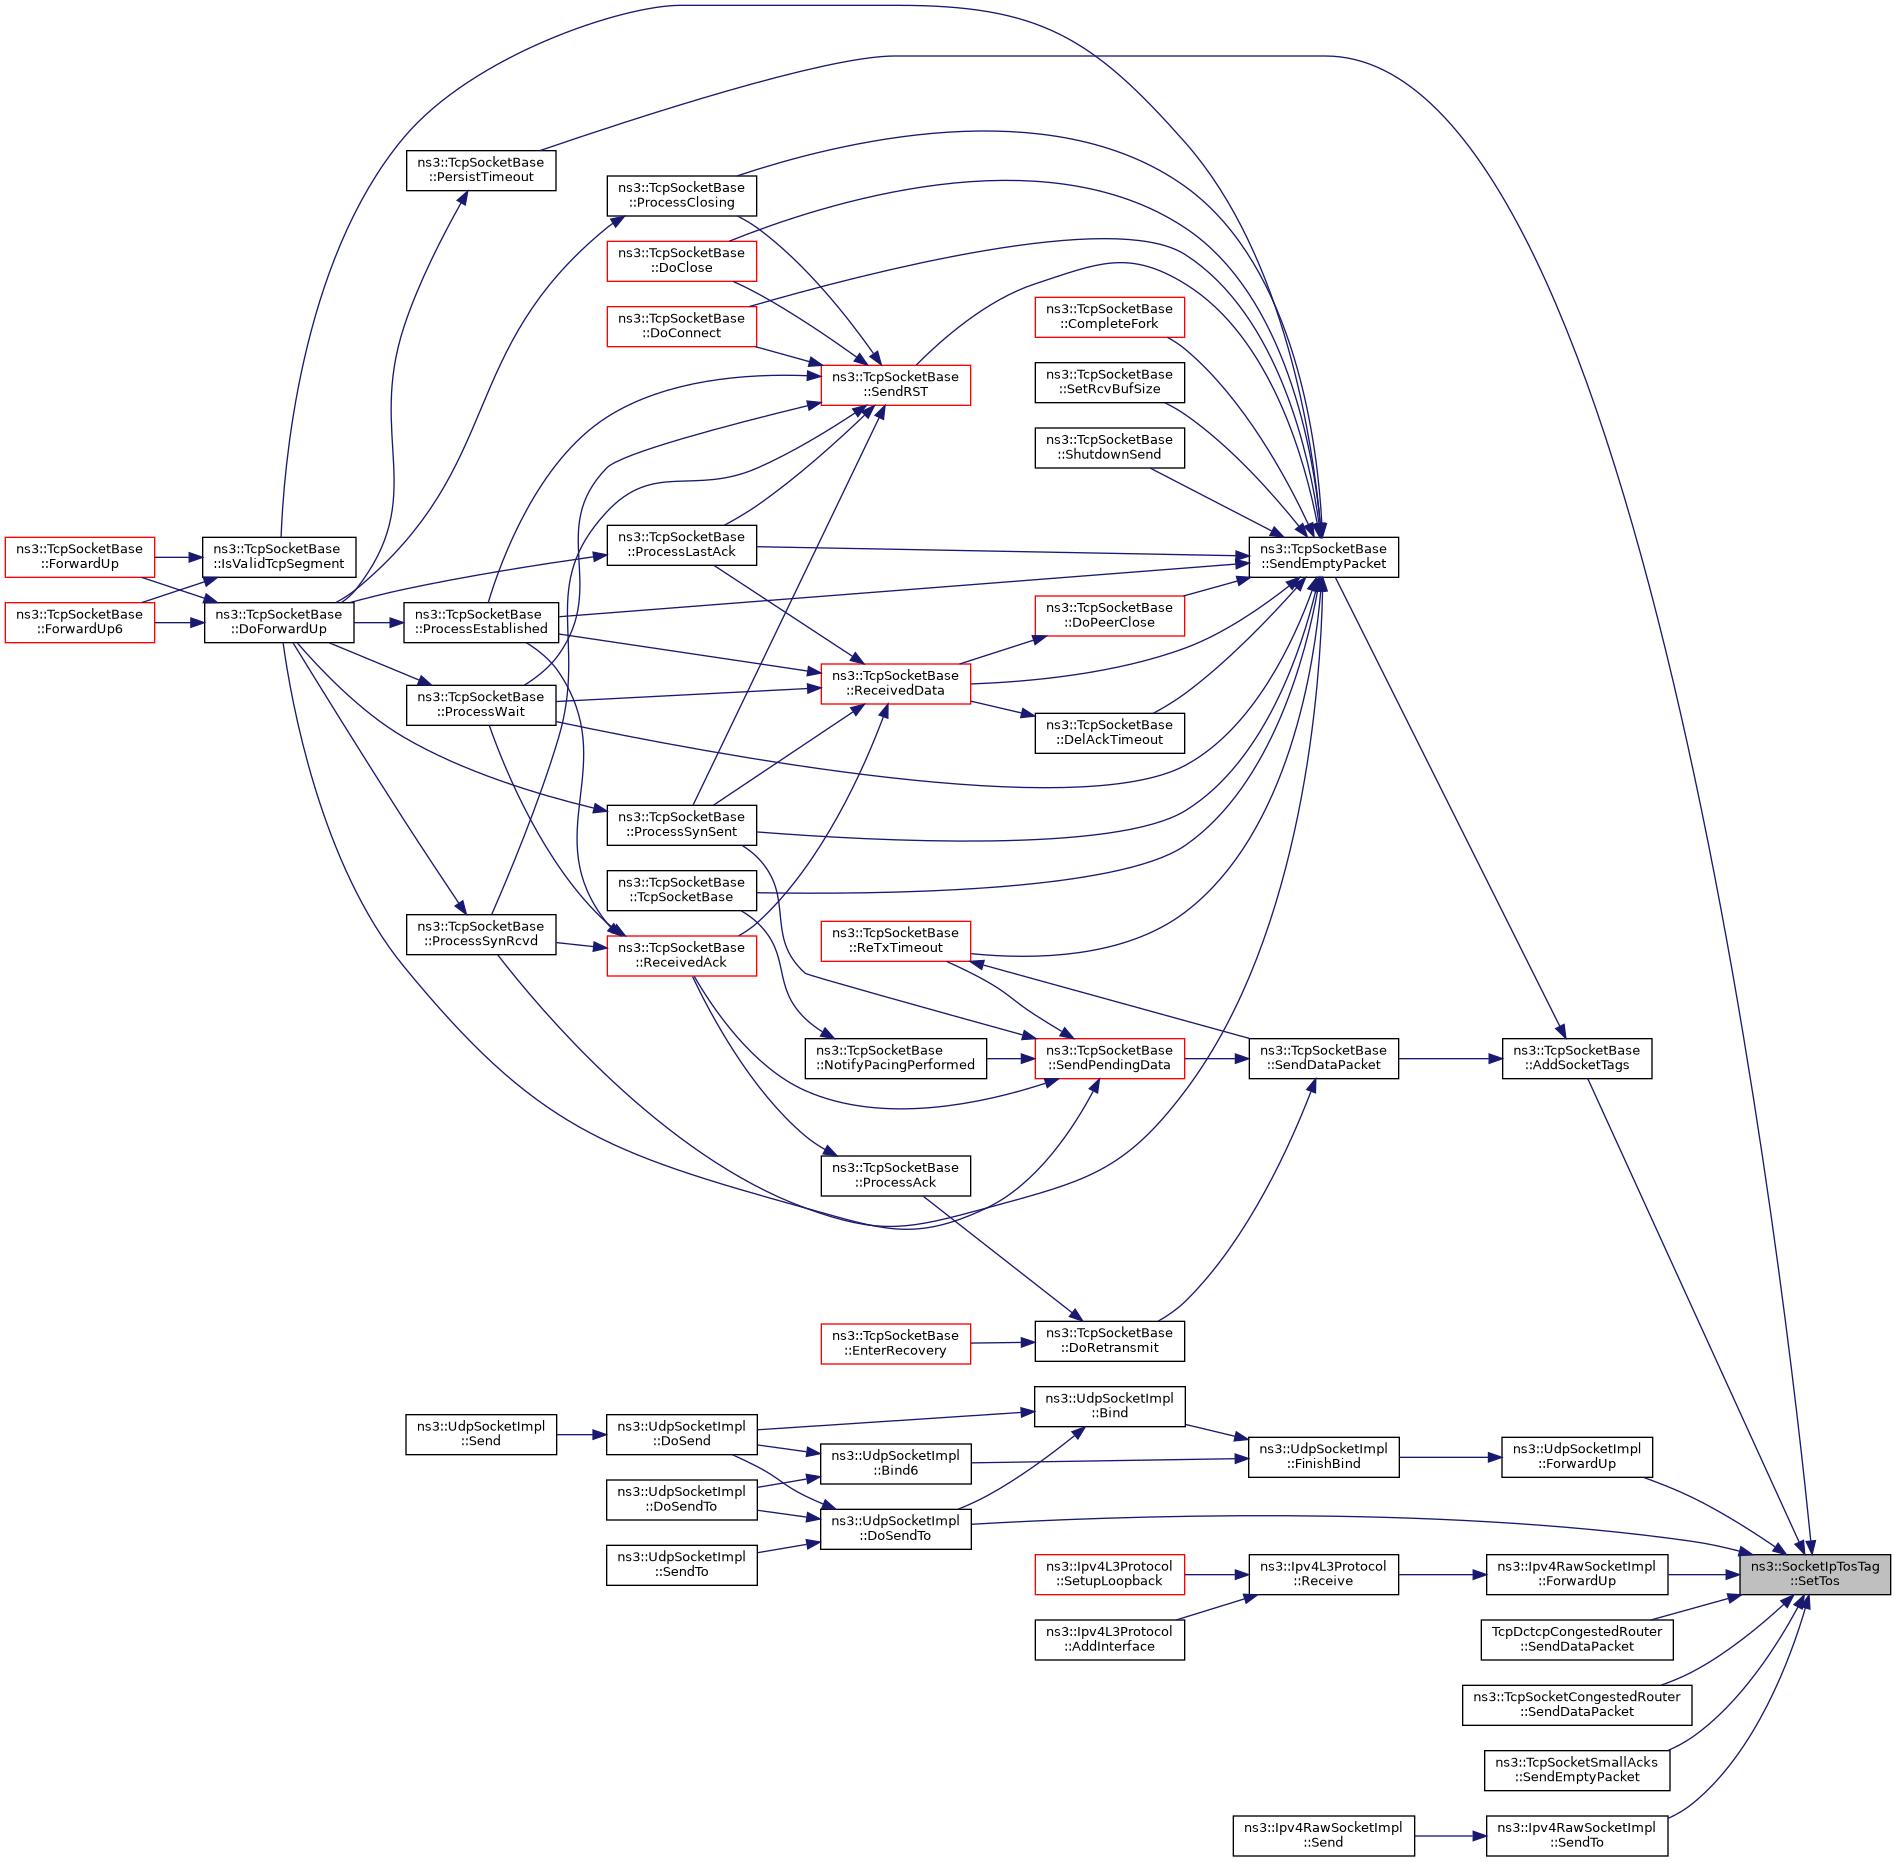 ns3::TcpSocketBase
::PersistTimeout
ns3::TcpSocketBase
::ProcessClosing
ns3::TcpSocketBase
::DoClose
ns3::TcpSocketBase
::DoConnect
ns3::TcpSocketBase
::CompleteFork
ns3::TcpSocketBase
::SetRcvBufSize
ns3::TcpSocketBase
::SendRST
ns3::TcpSocketBase
::ShutdownSend
ns3::TcpSocketBase
::ProcessLastAck
ns3::TcpSocketBase
::ForwardUp
ns3::TcpSocketBase
::IsValidTcpSegment
ns3::TcpSocketBase
::SendEmptyPacket
ns3::TcpSocketBase
::ForwardUp6
ns3::TcpSocketBase
::DoForwardUp
ns3::TcpSocketBase
::ProcessEstablished
ns3::TcpSocketBase
::DoPeerClose
ns3::TcpSocketBase
::ReceivedData
ns3::TcpSocketBase
::ProcessWait
ns3::TcpSocketBase
::DelAckTimeout
ns3::TcpSocketBase
::ProcessSynSent
ns3::TcpSocketBase
::TcpSocketBase
ns3::TcpSocketBase
::ProcessSynRcvd
ns3::TcpSocketBase
::ReceivedAck
ns3::TcpSocketBase
::ReTxTimeout
ns3::TcpSocketBase
::NotifyPacingPerformed
ns3::TcpSocketBase
::SendPendingData
ns3::TcpSocketBase
::SendDataPacket
ns3::TcpSocketBase
::AddSocketTags
ns3::TcpSocketBase
::ProcessAck
ns3::TcpSocketBase
::EnterRecovery
ns3::TcpSocketBase
::DoRetransmit
ns3::UdpSocketImpl
::Bind
ns3::UdpSocketImpl
::Send
ns3::UdpSocketImpl
::DoSend
ns3::UdpSocketImpl
::Bind6
ns3::UdpSocketImpl
::FinishBind
ns3::UdpSocketImpl
::ForwardUp
ns3::UdpSocketImpl
::DoSendTo
ns3::UdpSocketImpl
::DoSendTo
ns3::UdpSocketImpl
::SendTo
ns3::Ipv4L3Protocol
::SetupLoopback
ns3::Ipv4L3Protocol
::Receive
ns3::Ipv4RawSocketImpl
::ForwardUp
ns3::SocketIpTosTag
::SetTos
ns3::Ipv4L3Protocol
::AddInterface
TcpDctcpCongestedRouter
::SendDataPacket
ns3::TcpSocketCongestedRouter
::SendDataPacket
ns3::TcpSocketSmallAcks
::SendEmptyPacket
ns3::Ipv4RawSocketImpl
::Send
ns3::Ipv4RawSocketImpl
::SendTo